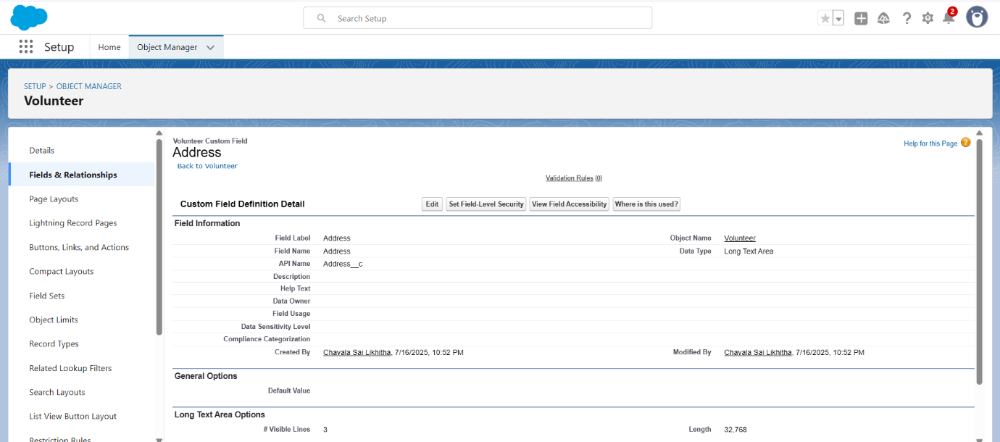 Search Setup
2
Setup
Home
Object Manager
SETUP > OBJECT MANAGER
Volunteer
Details
Fields & Relationships
Page Layouts
Lightning Record Pages
Buttons, Links, and Actions
Compact Layouts
Field Sets
Object Limits
Record Types
Related Lookup Filters
Search Layouts
List View Button Layout
Restriction Rules
Volunteer Custom Field
Address
Back to Volunteer
Help for this Page ?
Validation Rules [0]
Custom Field Definition Detail Edit Set Field-Level Security View Field Accessibility Where is this used?
Field Information
Field Label Address Object Name Volunteer
Field Name Address Data Type Long Text Area
API Name Address__c
Description
Help Text
Data Owner
Field Usage
Data Sensitivity Level
Compliance Categorization
Created By Chavala Sai Likhitha, 7/16/2025, 10:52 PM Modified By Chavala Sai Likhitha, 7/16/2025, 10:52 PM
General Options
Default Value
Long Text Area Options
# Visible Lines 3 Length 32,768